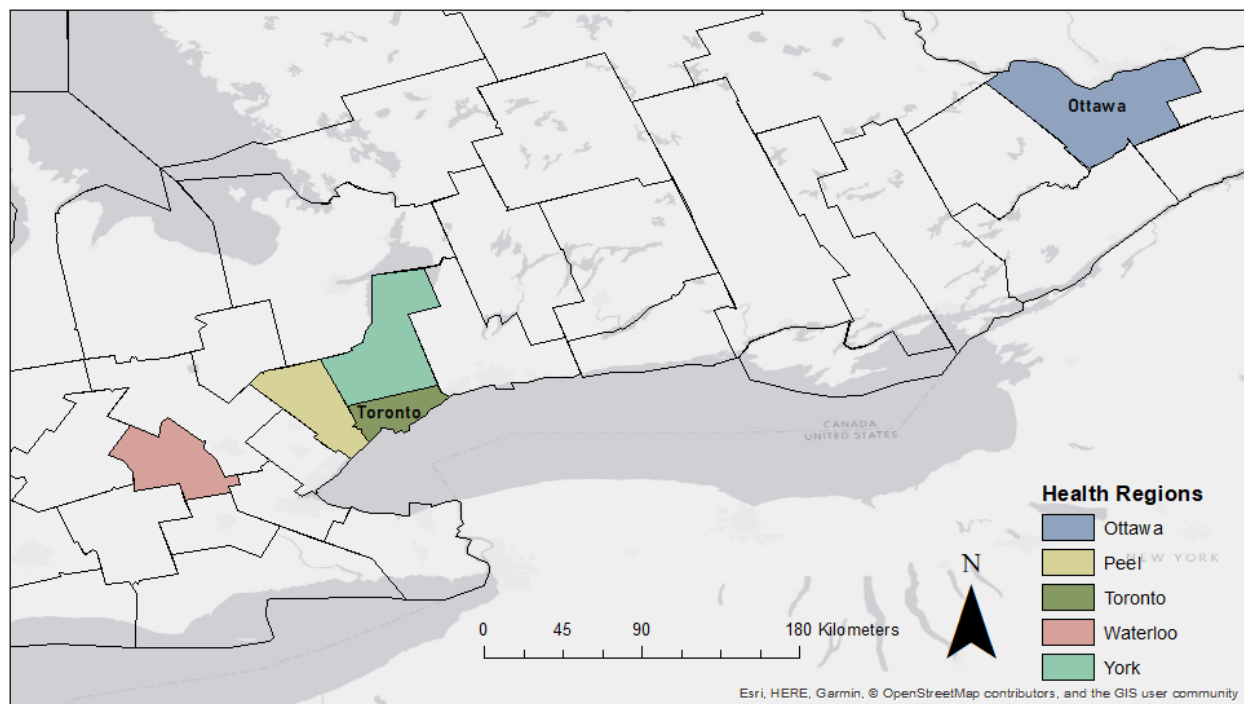 Ottawa
Toronto
CANADA
UNITED STATES
Health Regions
Ottawa
Peel
Toronto
Waterloo
York
NEW YORK
N
0 45 90 180 Kilometers
Esri, HERE, Garmin, © OpenStreetMap contributors, and the GIS user community